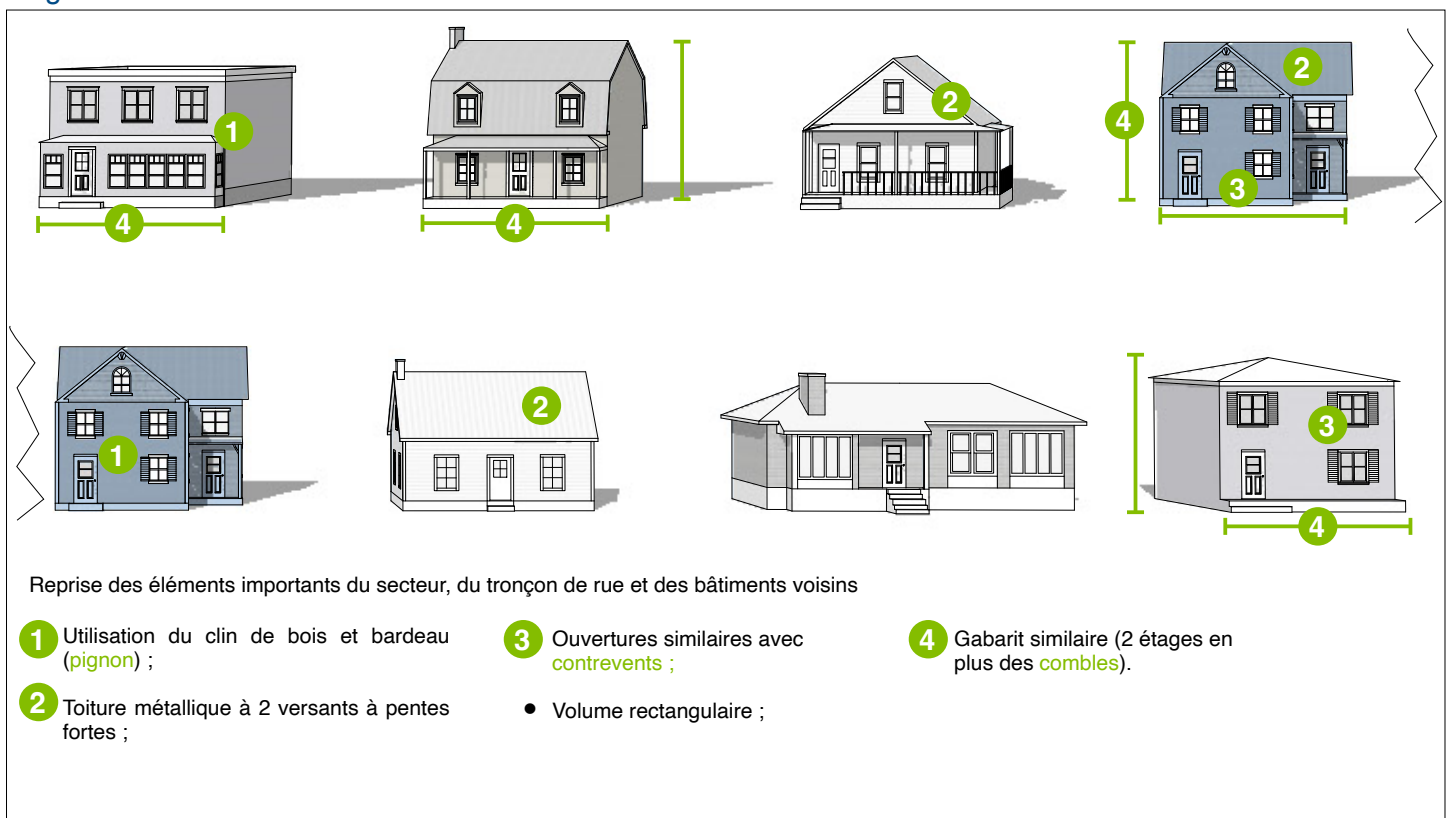 1
4
4
2
2
4
3
1
2
3
4
Reprise des éléments importants du secteur, du tronçon de rue et des bâtiments voisins
1 Utilisation du clin de bois et bardeau
(pignon) ;
2 Toiture métallique à 2 versants à pentes
fortes ;
3 Ouvertures similaires avec
contrevents ;
• Volume rectangulaire ;
4 Gabarit similaire (2 étages en
plus des combles).